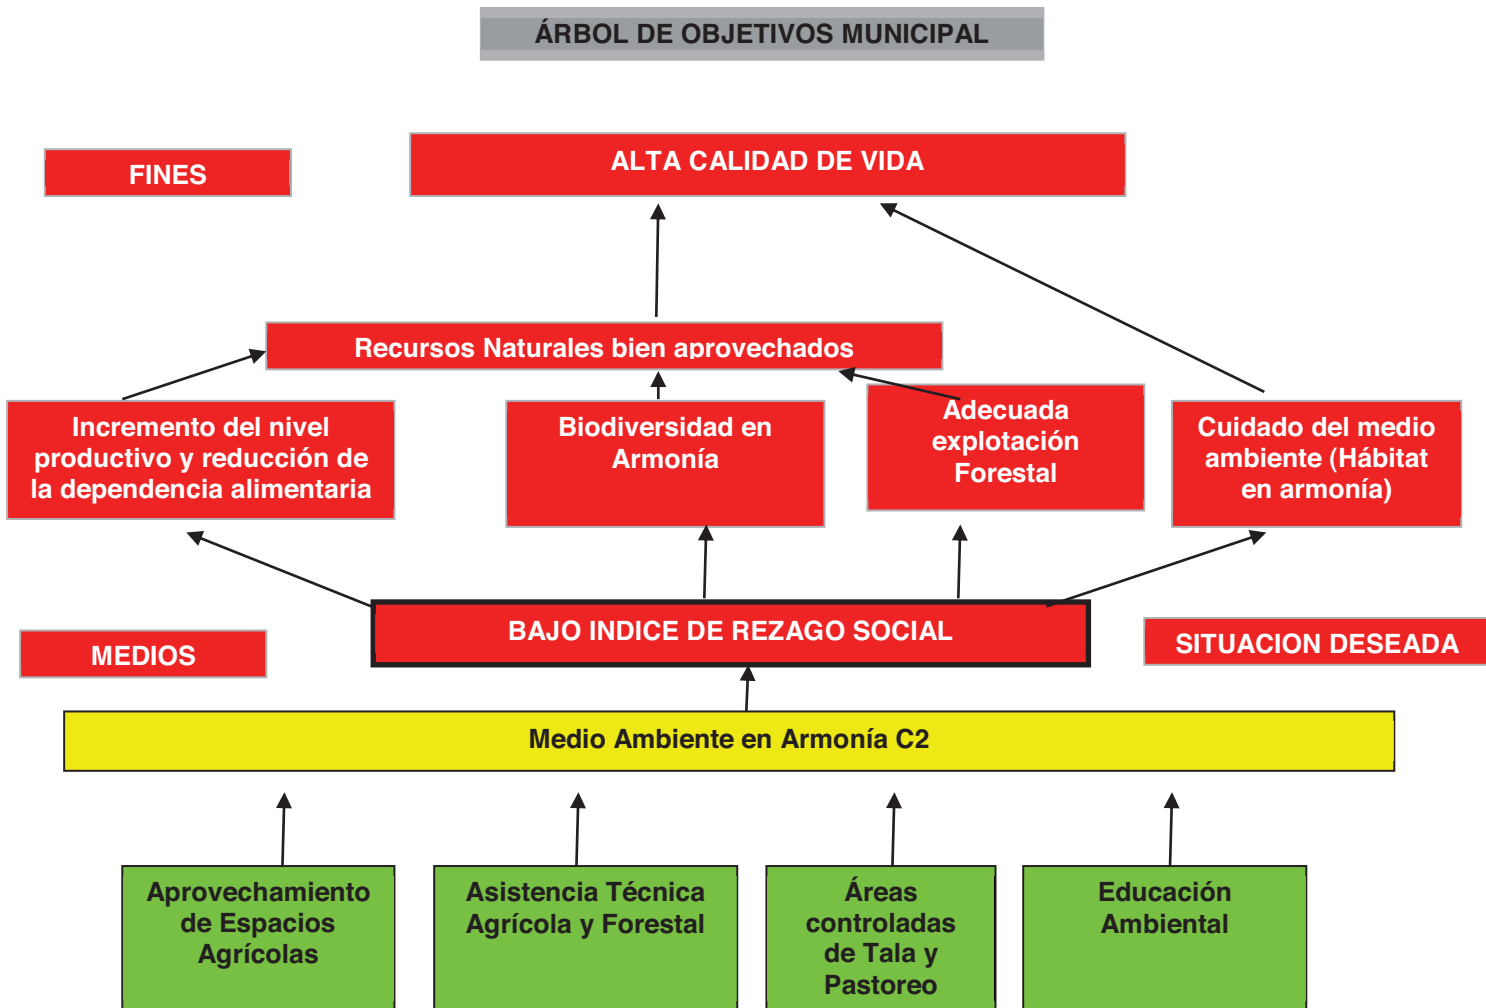 ÁRBOL DE OBJETIVOS MUNICIPAL
FINES
ALTA CALIDAD DE VIDA
Recursos Naturales bien aprovechados
Incremento del nivel
productivo y reducción de
la dependencia alimentaria
Biodiversidad en
Armonía
Adecuada
explotación
Forestal
Cuidado del medio
ambiente (Hábitat
en armonía)
MEDIOS
BAJO INDICE DE REZAGO SOCIAL
SITUACION DESEADA
Medio Ambiente en Armonía C2
Aprovechamiento
de Espacios
Agrícolas
Asistencia Técnica
Agrícola y Forestal
Áreas
controladas
de Tala y
Pastoreo
Educación
Ambiental